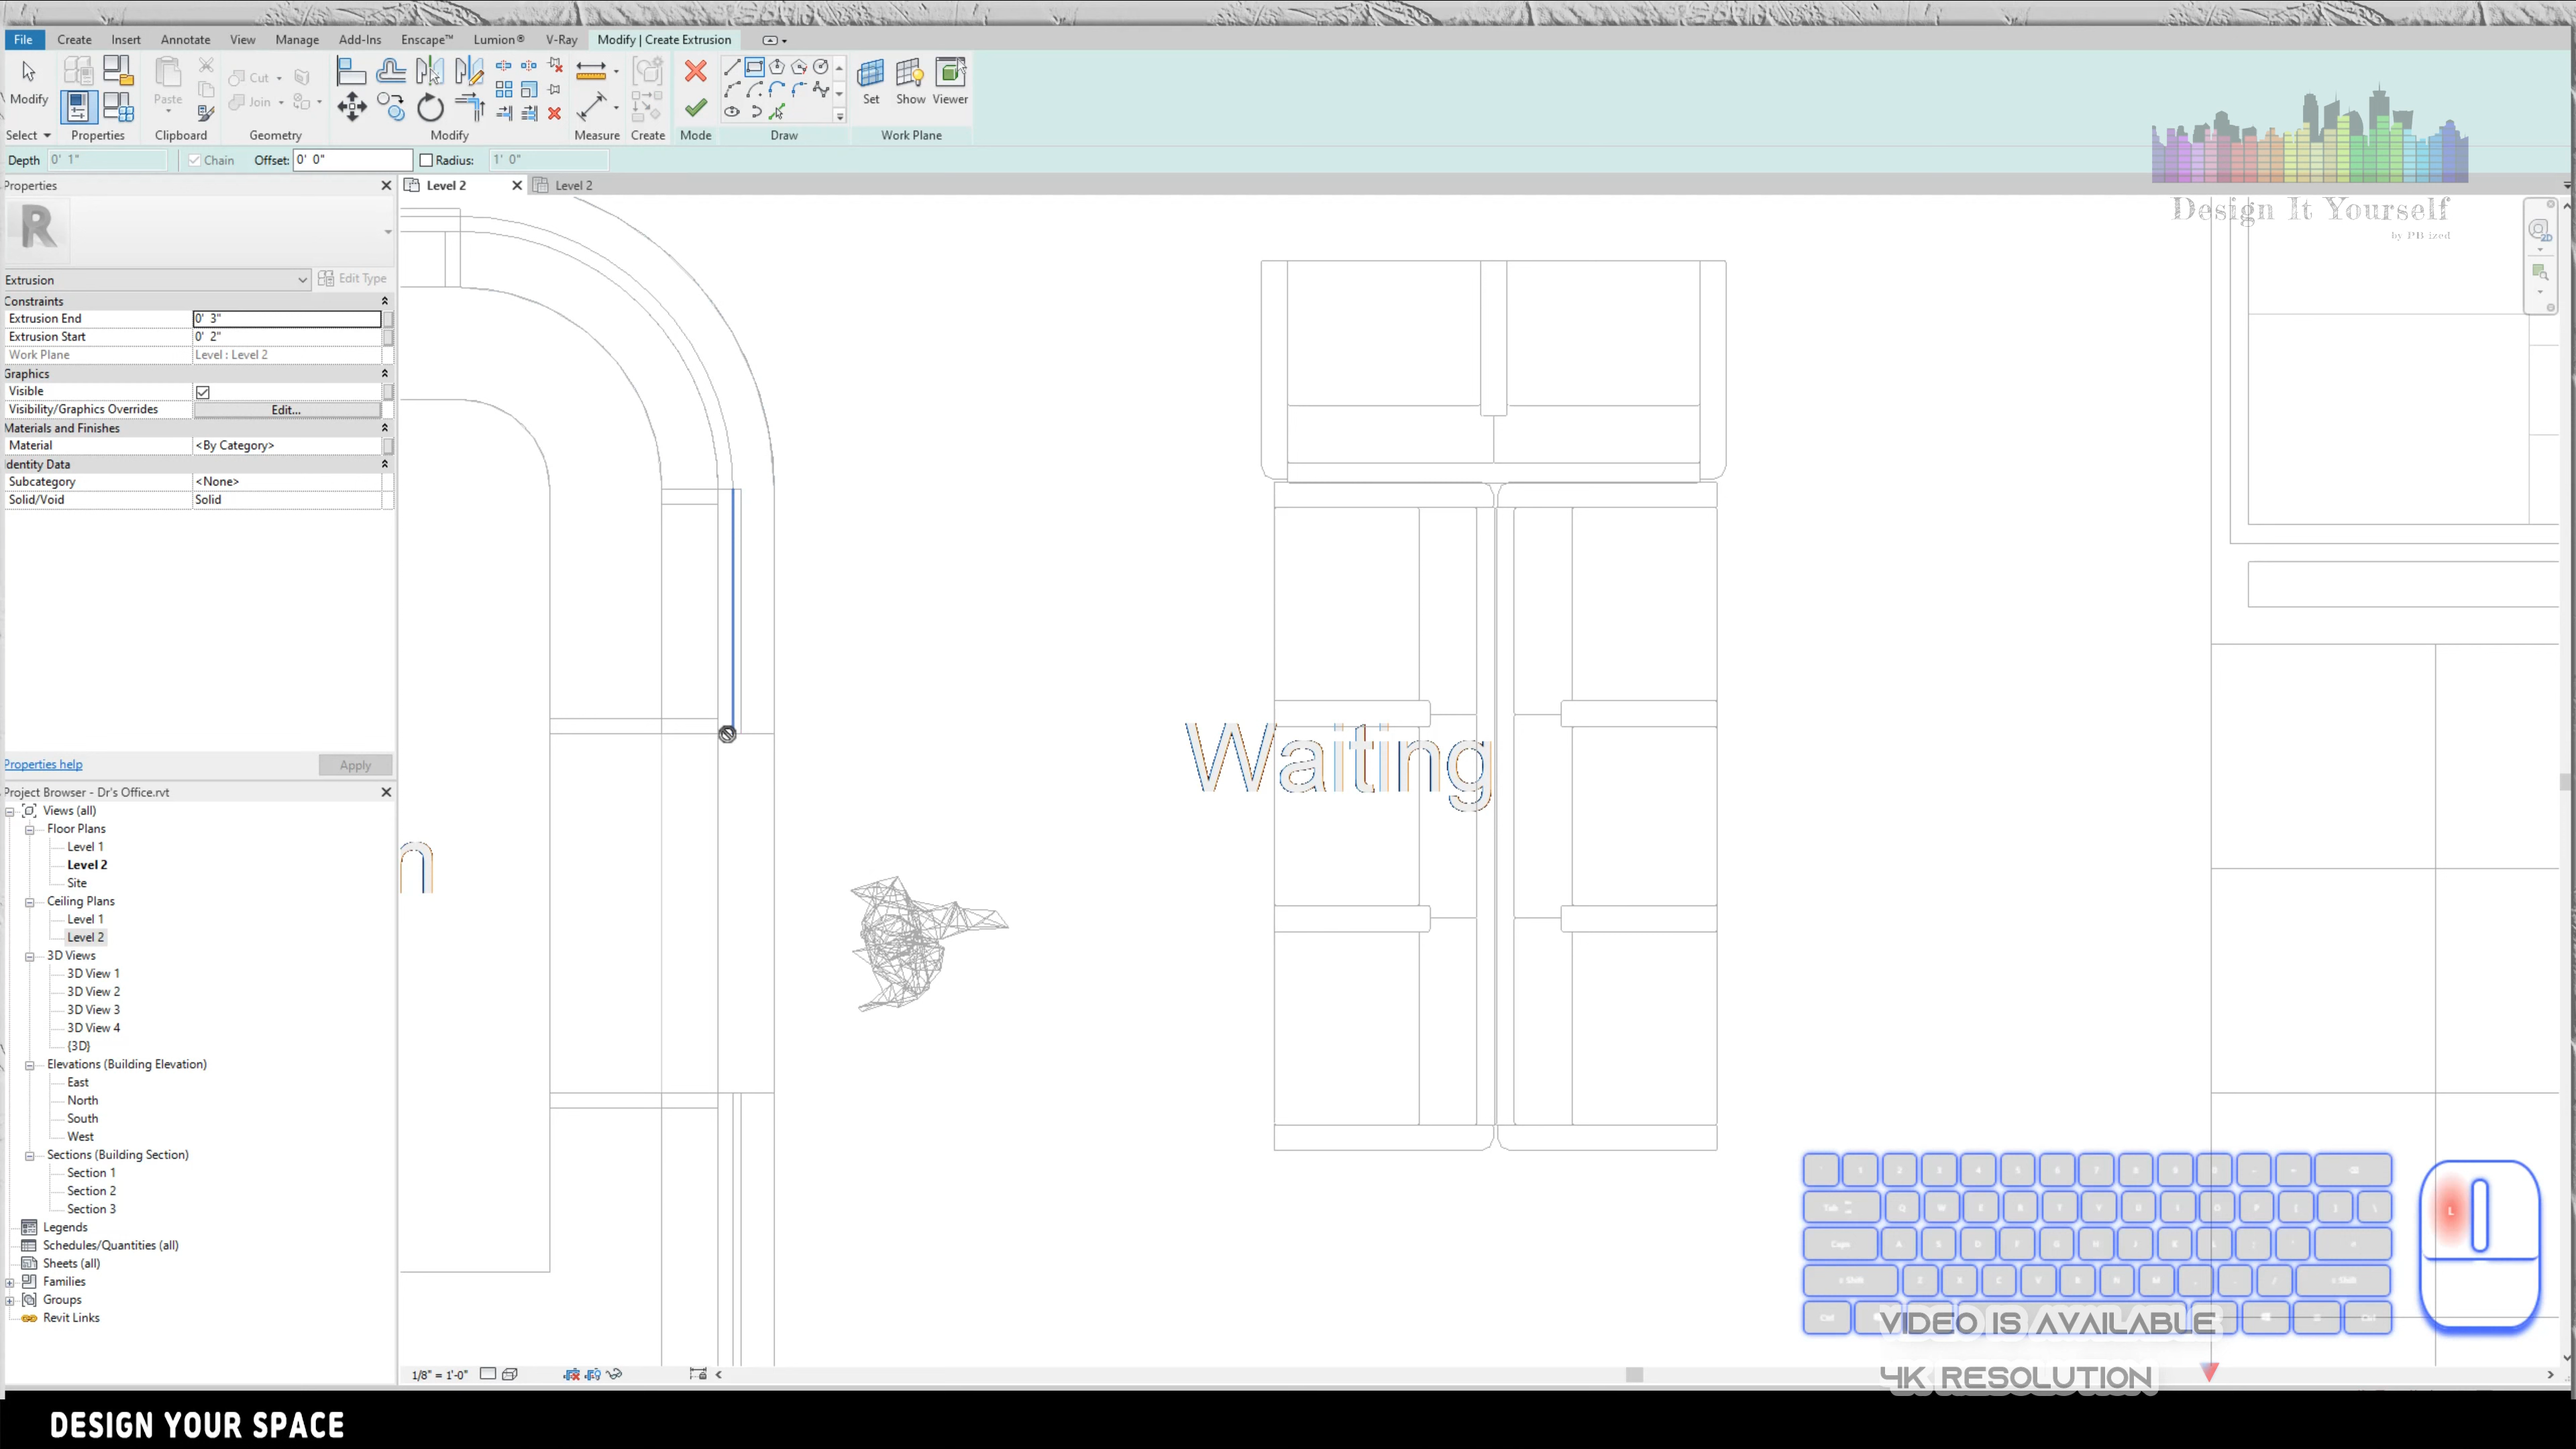 File Create Insert Annotate View Manage Add-Ins Enscape™ Lumion® V-Ray Modify | Create Extrusion
Modify
Paste
Cut
Join
Set Show Viewer
Select Properties Clipboard Geometry Modify Measure Create Mode Draw Work Plane
Depth 0' 1" Chain Offset: 0' 0" Radius: 1' 0"
Properties
Level 2
Level 2
Design It Yourself
by PB ized
2D
R
Extrusion Edit Type
Constraints
Extrusion End 0' 3"
Extrusion Start 0' 2"
Work Plane Level : Level 2
Graphics
Visible
Visibility/Graphics Overrides Edit...
Materials and Finishes
Material <By Category>
Identity Data
Subcategory <None>
Solid/Void Solid
Properties help Apply
Project Browser - Dr's Office.rvt
Views (all)
Floor Plans
Level 1
Level 2
Site
Ceiling Plans
Level 1
Level 2
3D Views
3D View 1
3D View 2
3D View 3
3D View 4
{3D}
Elevations (Building Elevation)
East
North
South
West
Sections (Building Section)
Section 1
Section 2
Section 3
Legends
Schedules/Quantities (all)
Sheets (all)
Families
Groups
Revit Links
n
Waiting
1/8" = 1'-0"
L
VIDEO IS AVAILABLE
4K RESOLUTION
DESIGN YOUR SPACE